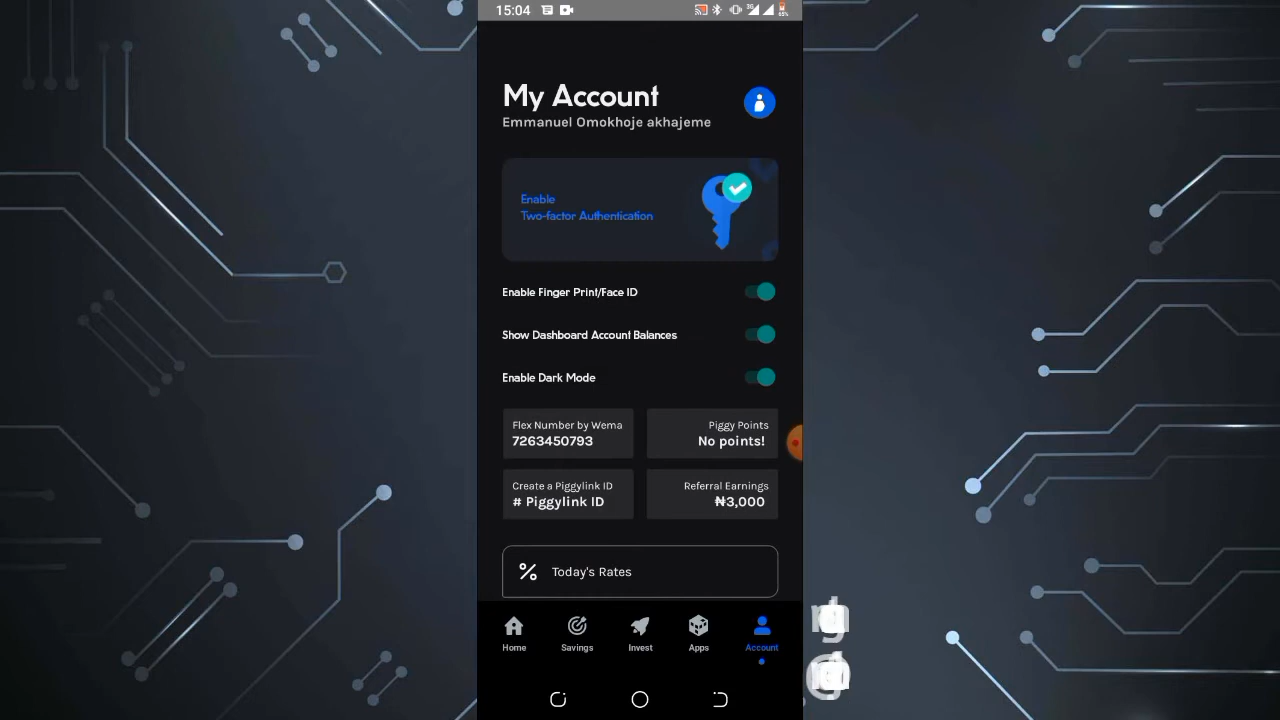 15:04
3G
65%
My Account
Emmanuel Omokhoje akhajeme
Enable
Two-factor Authentication
Enable Finger Print/Face ID
Show Dashboard Account Balances
Enable Dark Mode
Flex Number by Wema
7263450793
Piggy Points
No points!
Create a Piggylink ID
# Piggylink ID
Referral Earnings
₦3,000
% Today's Rates
Home
Savings
Invest
Apps
Account